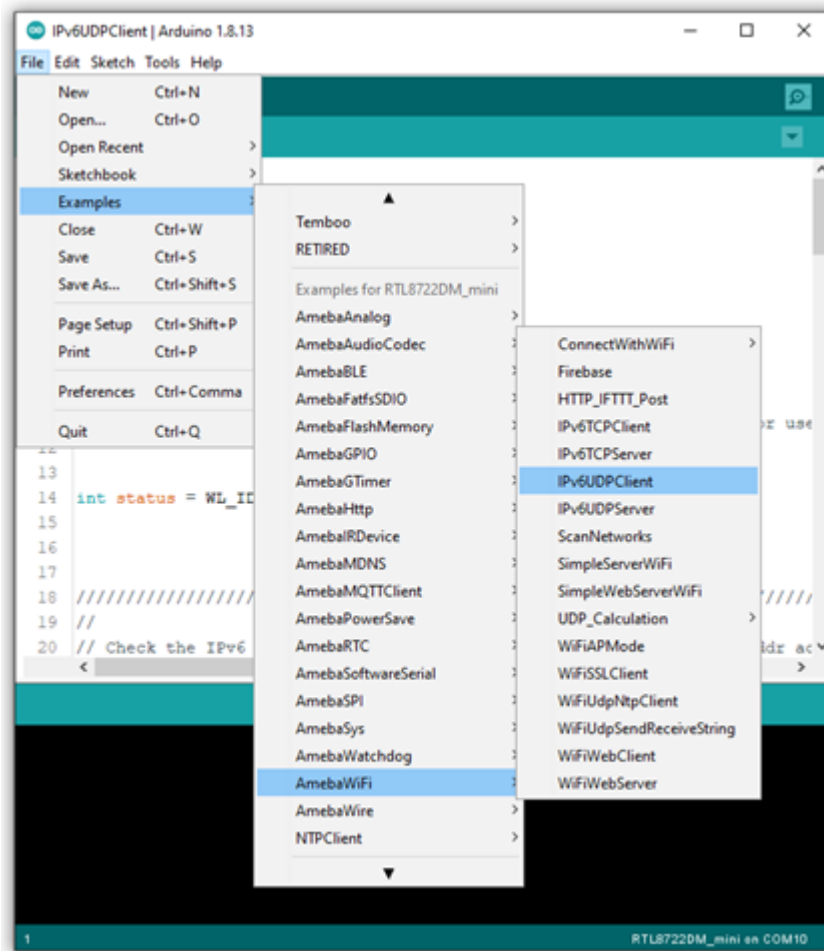 IPv6UDPClient | Arduino 1.8.13
File Edit Sketch Tools Help
New Ctrl+N
Open... Ctrl+O
Open Recent
Sketchbook
Examples
Close Ctrl+W
Save Ctrl+S
Save As... Ctrl+Shift+S
Page Setup Ctrl+Shift+P
Print Ctrl+P
Preferences Ctrl+Comma
Quit Ctrl+Q
Temboo
RETIRED
Examples for RTL8722DM_mini
AmebaAnalog
AmebaAudioCodec
AmebaBLE
AmebaFatfsSDIO
AmebaFlashMemory
AmebaGPIO
AmebaGTimer
AmebaHttp
AmebaIRDevice
AmebaMDNS
AmebaMQTTClient
AmebaPowerSave
AmebaRTC
AmebaSoftwareSerial
AmebaSPI
AmebaSys
AmebaWatchdog
AmebaWiFi
AmebaWire
NTPClient
ConnectWithWiFi
Firebase
HTTP_IFTTT_Post
IPv6TCPClient
IPv6TCPServer
IPv6UDPClient
IPv6UDPServer
ScanNetworks
SimpleServerWiFi
SimpleWebServerWiFi
UDP_Calculation
WiFiAPMode
WiFiSSLClient
WiFiUdpNtpClient
WiFiUdpSendReceiveString
WiFiWebClient
WiFiWebServer
or use
13
14 int status = WL_ID
15
16
17
18 ////////////////// /////
19 //
20 // Check the IPv6 ddr ac
1 RTL8722DM_mini on COM10